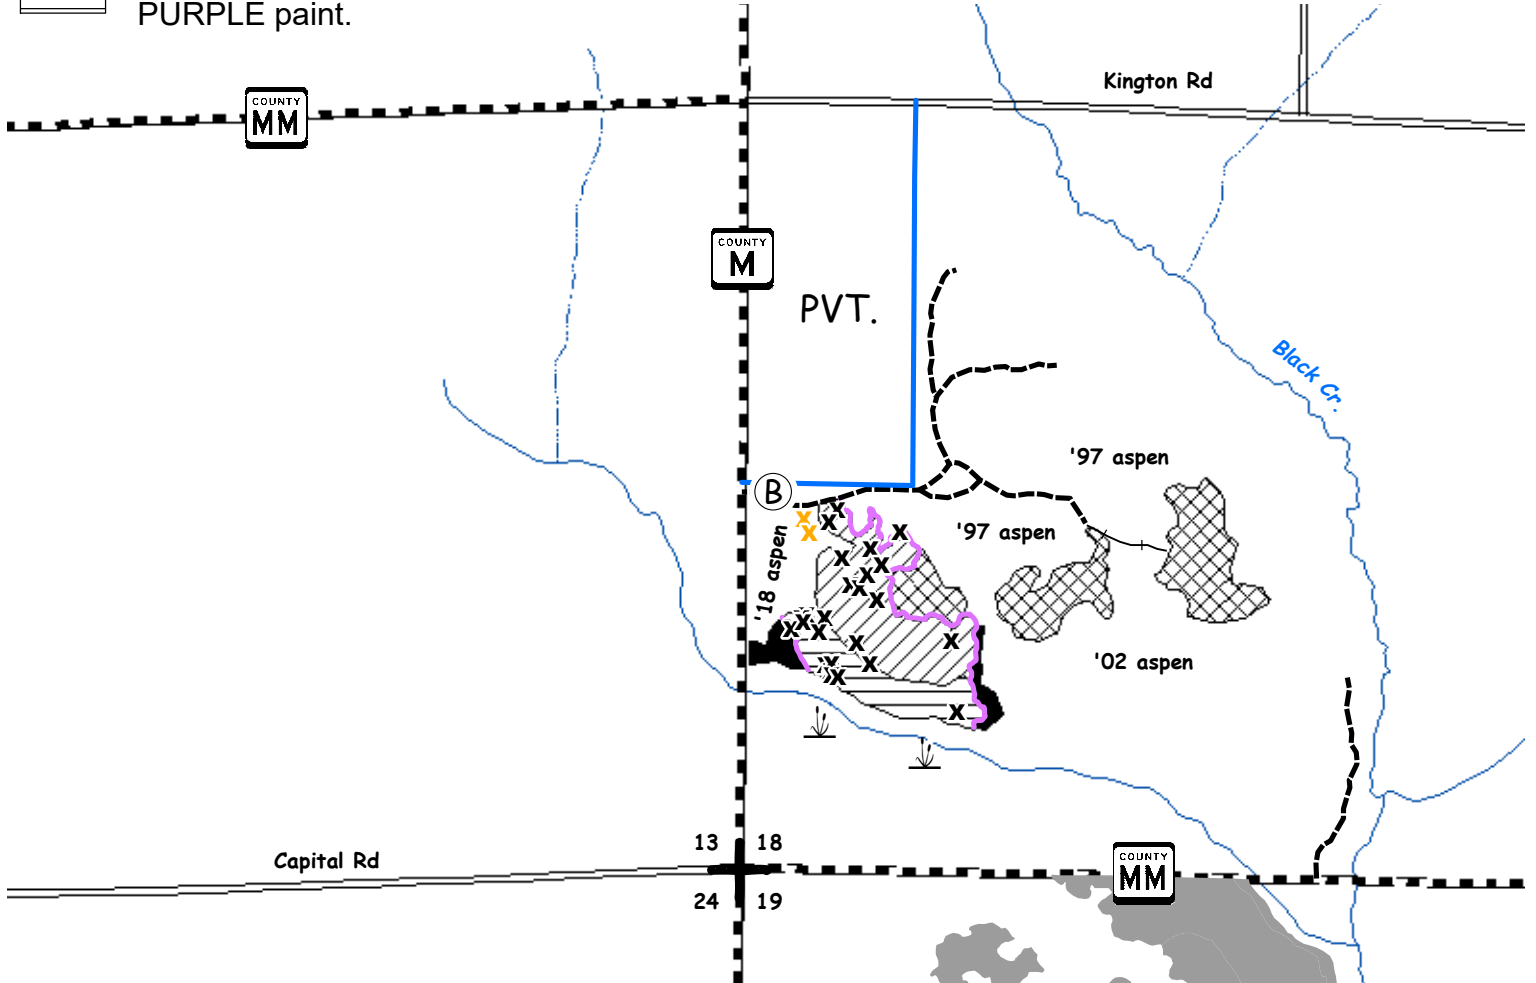 PURPLE paint.
Kington Rd
COUNTY
MM
COUNTY
M
PVT.
Black Cr.
'97 aspen
B
'97 aspen
'18 aspen
X X X X X X X X X X X X X X X X X X X X X X X
'02 aspen
13 18
Capital Rd
COUNTY
MM
24 19